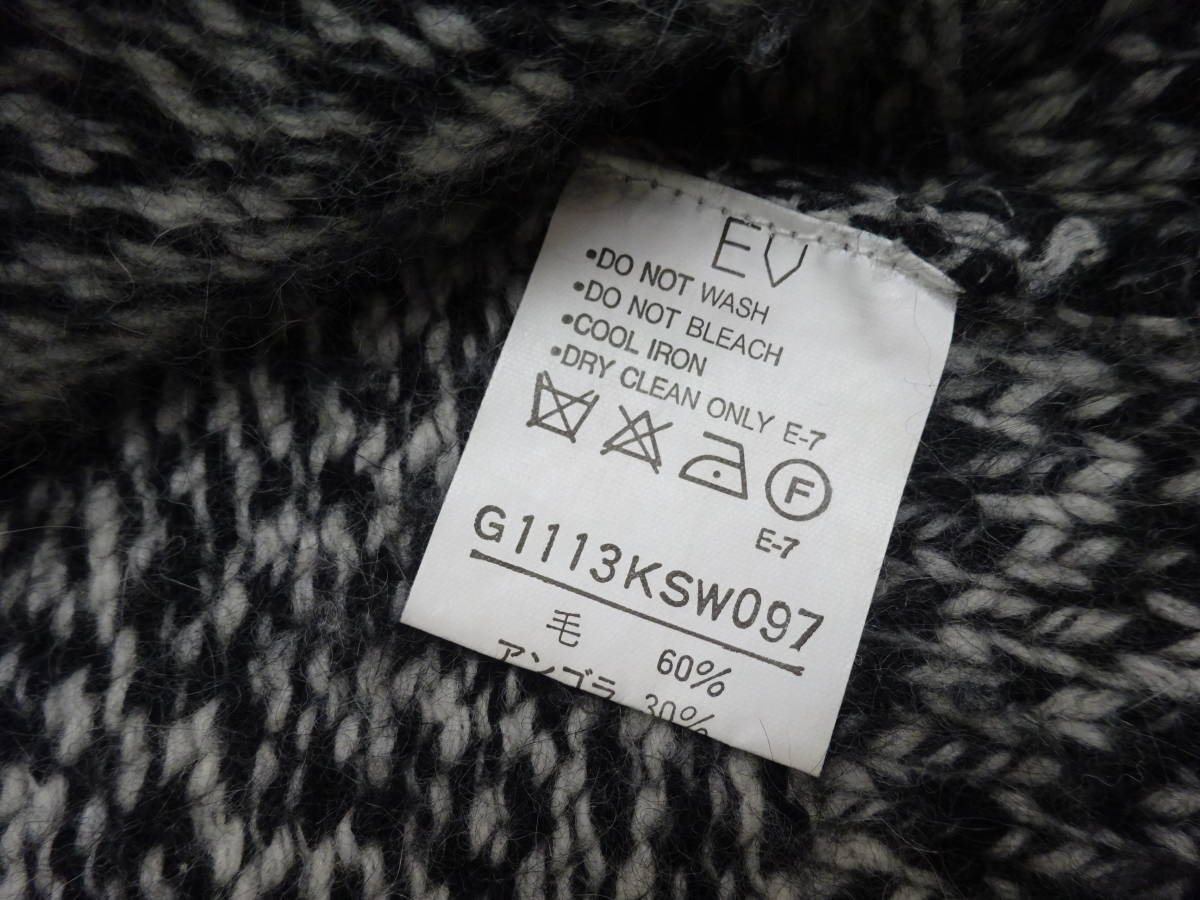 EV
•DO NOT WASH
•DO NOT BLEACH
•COOL IRON
•DRY CLEAN ONLY E-7
F
E-7
G1113KSW097
毛 60%
アンゴラ 30%